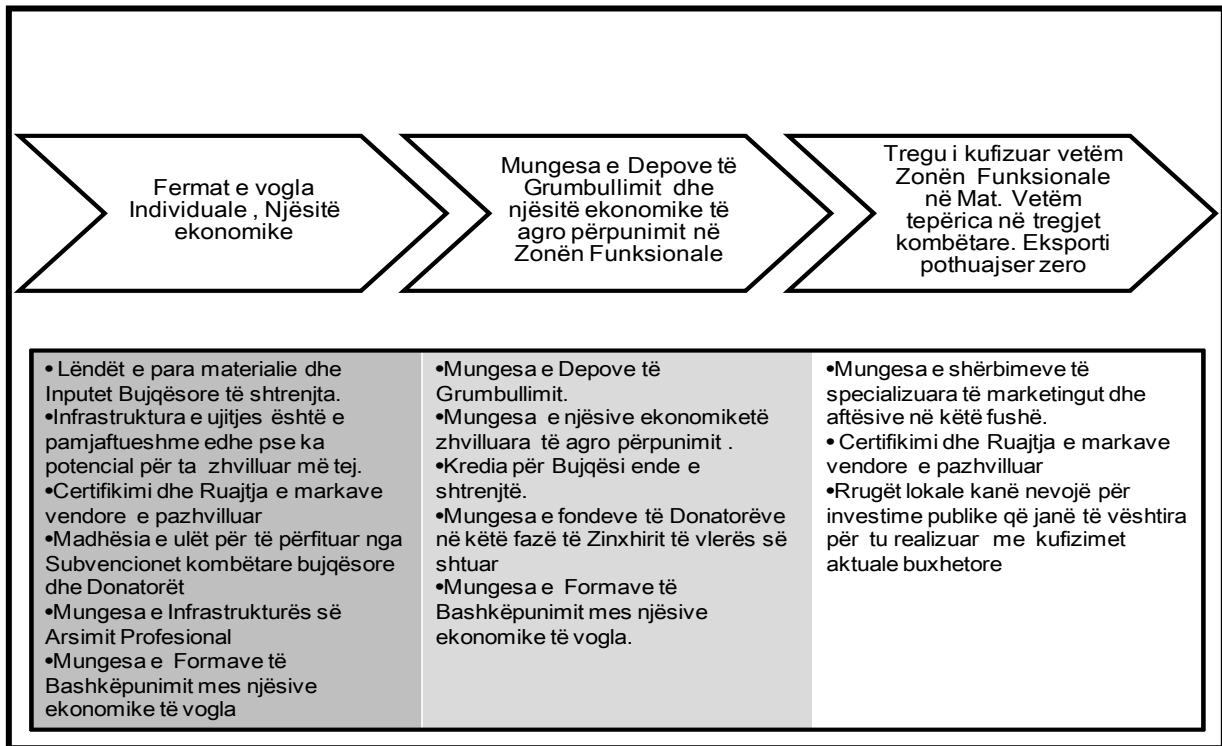 Fermat e vogla
Individuale , Njësitë
ekonomike
Mungesa e Depove të
Grumbullimit dhe
njësitë ekonomike të
agro përpunimit në
Zonën Funksionale
Tregu i kufizuar vetëm
Zonën Funksionale
në Mat. Vetëm
tepërica në tregjet
kombëtare. Eksporti
pothuajser zero
• Lëndët e para materialie dhe
Inputet Bujqësore të shtrenjta.
•Infrastruktura e ujitjes është e
pamjaftueshme edhe pse ka
potencial për ta zhvilluar më tej.
•Certifikimi dhe Ruajtja e markave
vendore e pazhvilluar
•Madhësia e ulët për të përfituar nga
Subvencionet kombëtare bujqësore
dhe Donatorët
•Mungesa e Infrastrukturës së
Arsimit Profesional
•Mungesa e Formave të
Bashkëpunimit mes njësive
ekonomike të vogla
•Mungesa e Depove të
Grumbullimit.
•Mungesa e njësive ekonomiketë
zhvilluara të agro përpunimit .
•Kredia për Bujqësi ende e
shtrenjtë.
•Mungesa e fondeve të Donatorëve
në këtë fazë të Zinxhirit të vlerës së
shtuar
•Mungesa e Formave të
Bashkëpunimit mes njësive
ekonomike të vogla.
•Mungesa e shërbimeve të
specializuara të marketingut dhe
aftësive në këtë fushë.
• Certifikimi dhe Ruajtja e markave
vendore e pazhvilluar
•Rrugët lokale kanë nevojë për
investime publike që janë të vështira
për tu realizuar me kufizimet
aktuale buxhetore